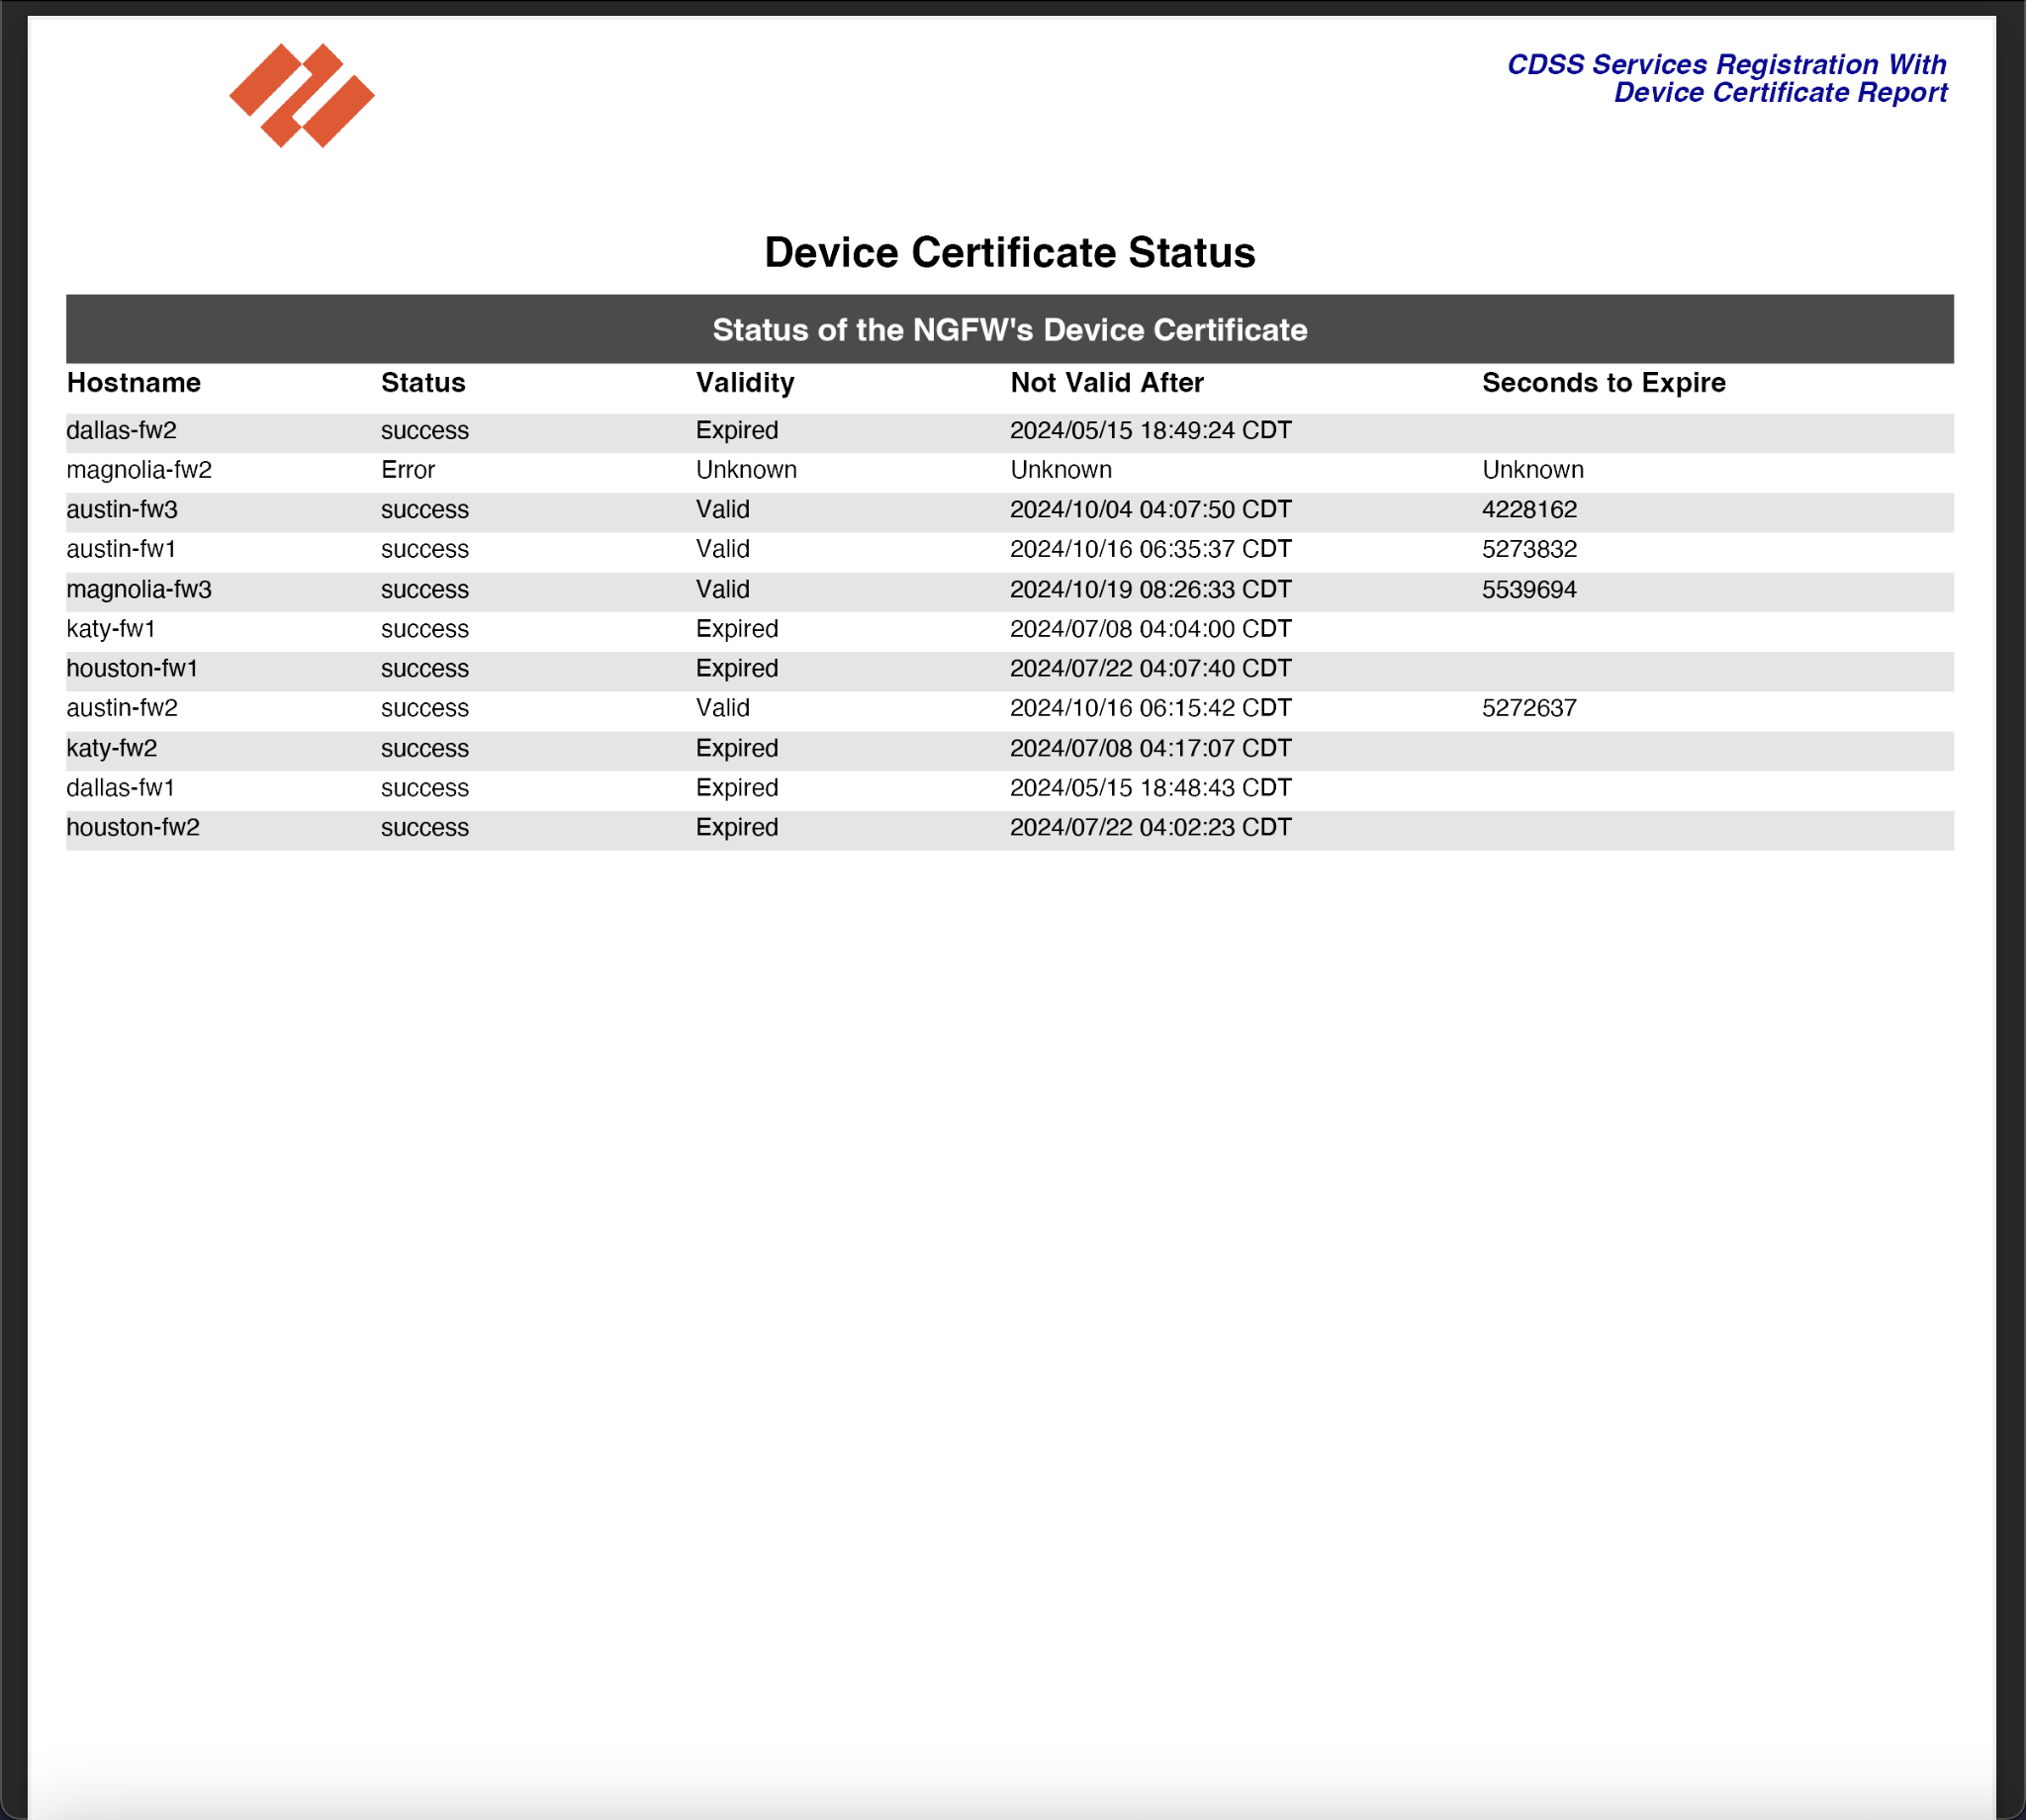 CDSS Services Registration With
Device Certificate Report
Device Certificate Status
Status of the NGFW's Device Certificate
Hostname Status Validity Not Valid After Seconds to Expire
dallas-fw2 success Expired 2024/05/15 18:49:24 CDT
magnolia-fw2 Error Unknown Unknown Unknown
austin-fw3 success Valid 2024/10/04 04:07:50 CDT 4228162
austin-fw1 success Valid 2024/10/16 06:35:37 CDT 5273832
magnolia-fw3 success Valid 2024/10/19 08:26:33 CDT 5539694
katy-fw1 success Expired 2024/07/08 04:04:00 CDT
houston-fw1 success Expired 2024/07/22 04:07:40 CDT
austin-fw2 success Valid 2024/10/16 06:15:42 CDT 5272637
katy-fw2 success Expired 2024/07/08 04:17:07 CDT
dallas-fw1 success Expired 2024/05/15 18:48:43 CDT
houston-fw2 success Expired 2024/07/22 04:02:23 CDT